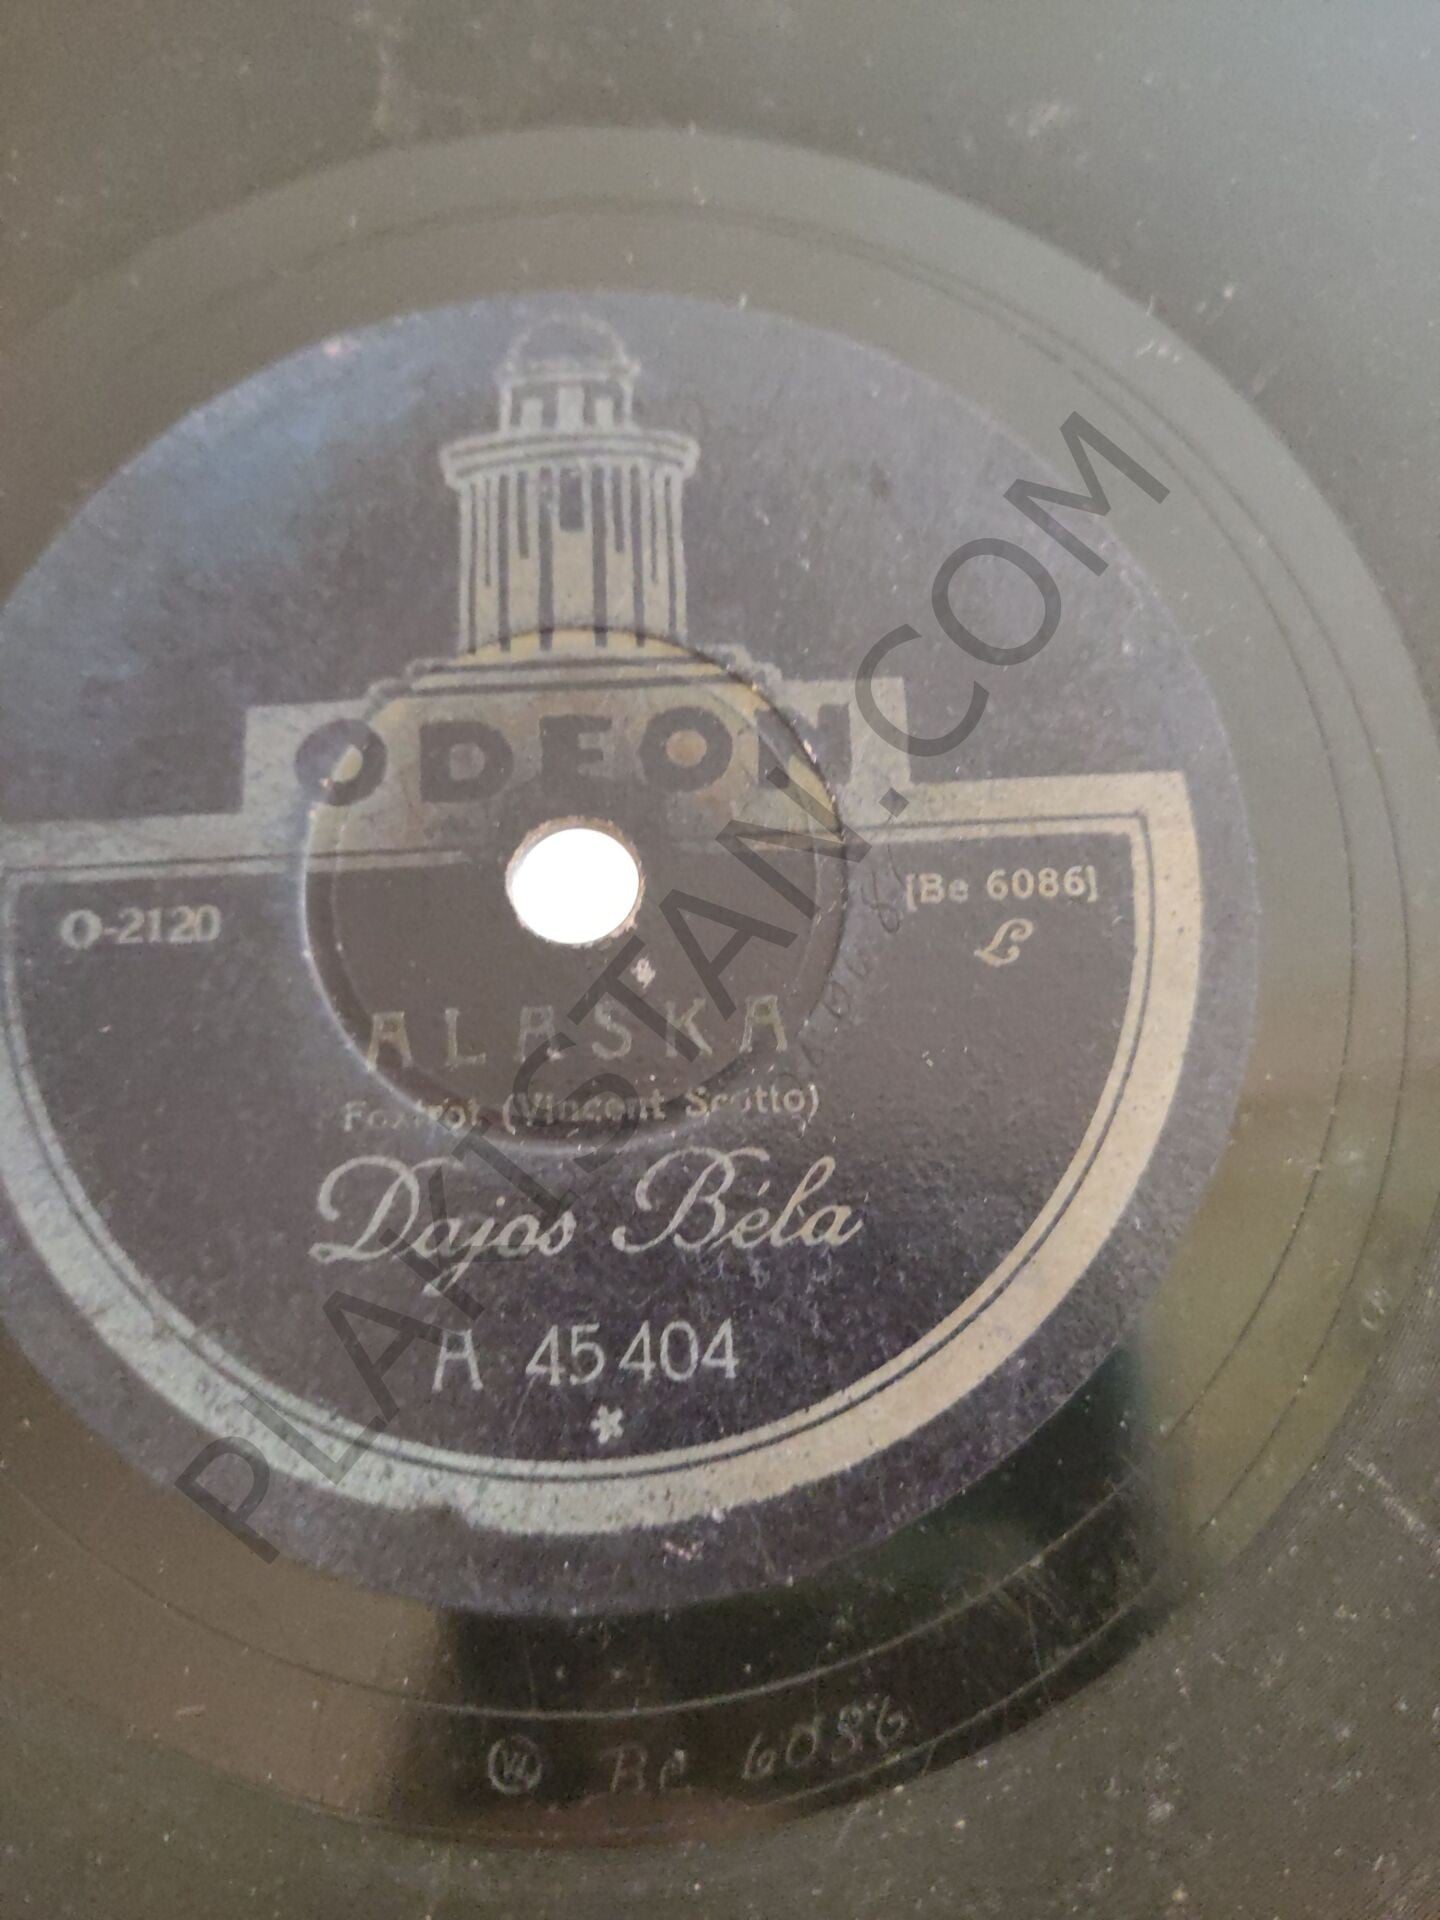 ODEON
O-2120
[Be 6086]
L
ALASKA
Foxtrot (Vincent Scotto)
Dajos Béla
A 45404
*
W Be 6086
PLAKISTAN.COM